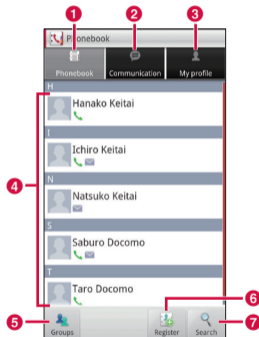 1 2 3
Phonebook
Phonebook Communication My profile
H
Hanako Keitai
I
Ichiro Keitai
4
N
Natsuko Keitai
S
Saburo Docomo
T
Taro Docomo
6
5 Groups Register Search 7